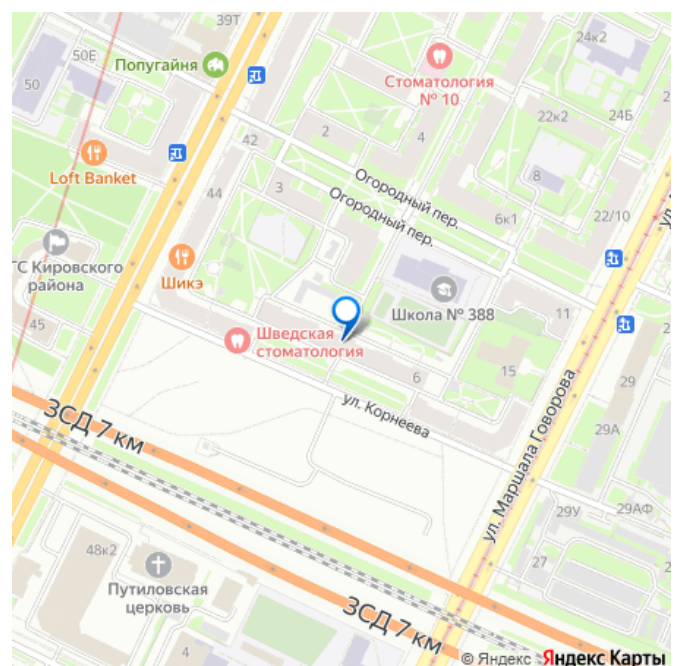 39Т
24к2
50Е
Попугайня
50
Стоматология
№ 10
22к2
24Б
2
42
2
4
Loft Banket
Огородный пер.
8
44
3
Огородный пер.
6к1
22/10
ГС Кировского
района
Шикэ
Школа № 388
11
45
Шведская
стоматология
6
15
29
ул. Корнеева
ул. Маршала Говорова
29А
ЗСД 7 км
29У
29АФ
48к2
27
Путиловская
церковь
ЗСД 7 км
4
© Яндекс
Яндекс Карты